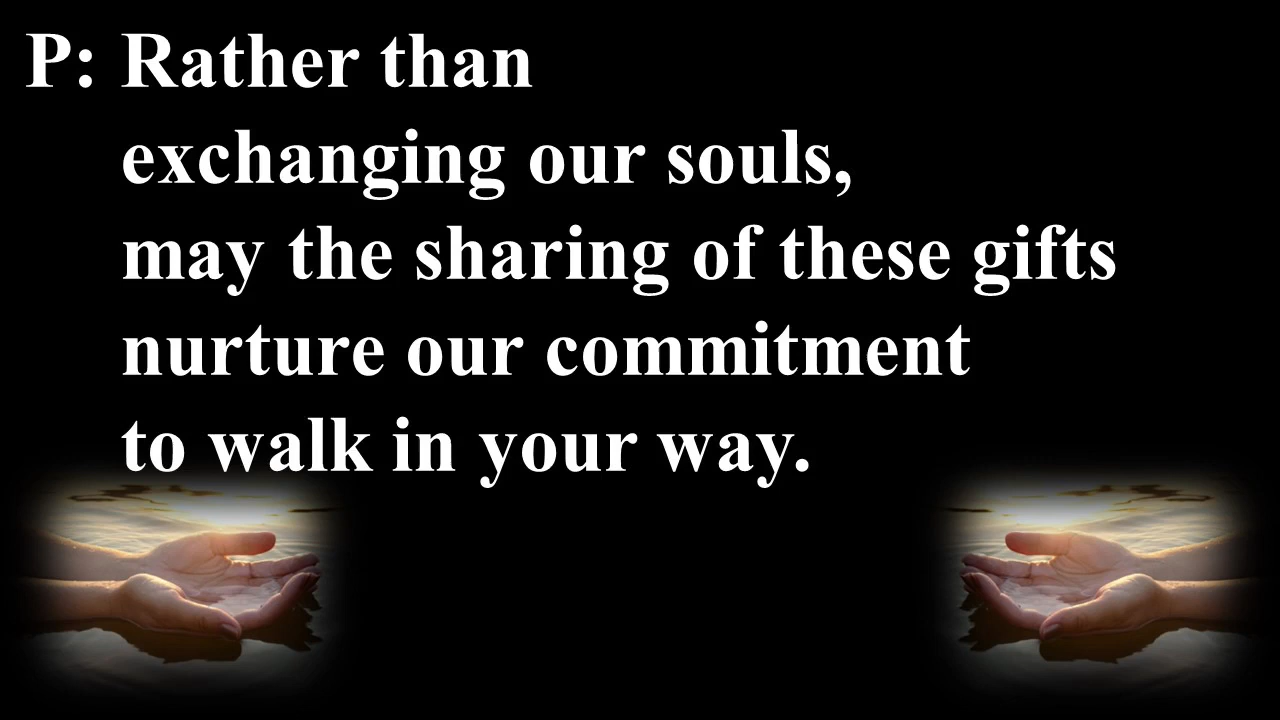 P: Rather than
exchanging our souls,
may the sharing of these gifts
nurture our commitment
to walk in your way.